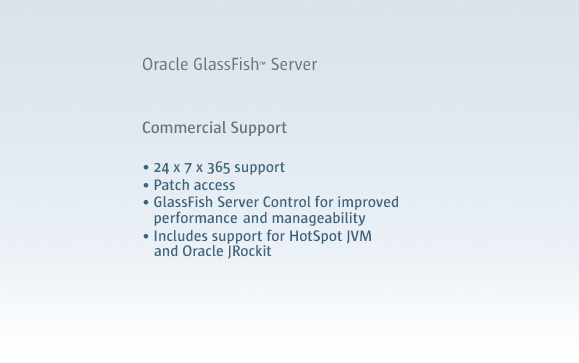 Oracle GlassFish™ Server
Commercial Support
• 24 x 7 x 365 support
• Patch access
• GlassFish Server Control for improved
performance and manageability
• Includes support for HotSpot JVM
and Oracle JRockit